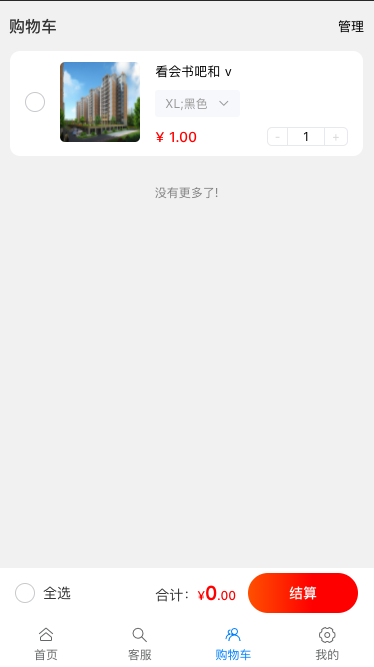 购物车 管理
看会书吧和 v
XL;黑色
¥ 1.00 - 1 +
没有更多了!
全选 合计: ¥0.00 结算
首页 客服 购物车 我的